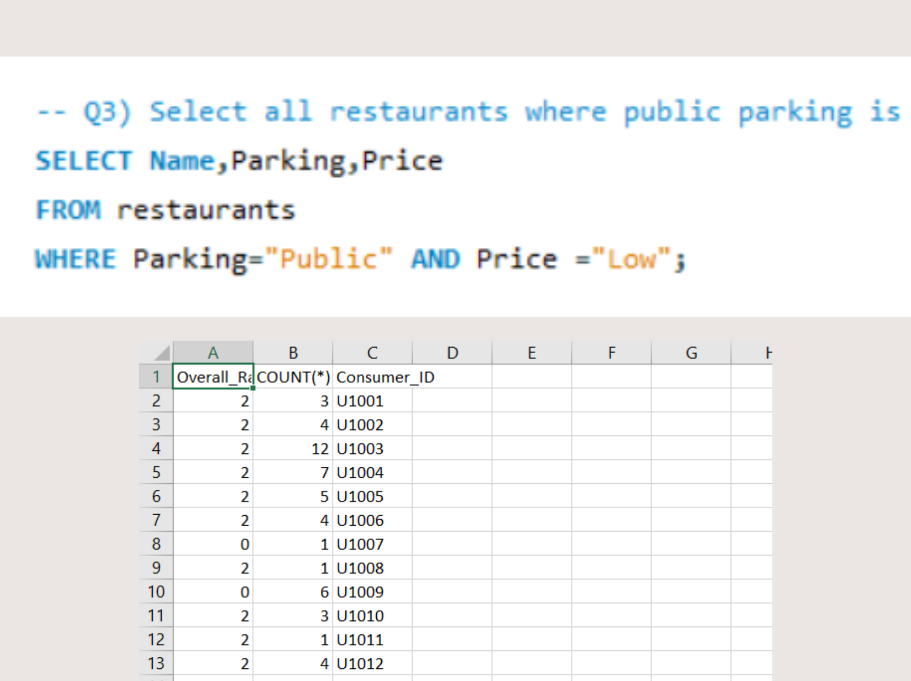 -- Q3) Select all restaurants where public parking is
SELECT Name,Parking,Price
FROM restaurants
WHERE Parking="Public" AND Price ="Low";
A B C D E F G H
1 Overall_Ra COUNT(*) Consumer_ID
2 2 3 U1001
3 2 4 U1002
4 2 12 U1003
5 2 7 U1004
6 2 5 U1005
7 2 4 U1006
8 0 1 U1007
9 2 1 U1008
10 0 6 U1009
11 2 3 U1010
12 2 1 U1011
13 2 4 U1012